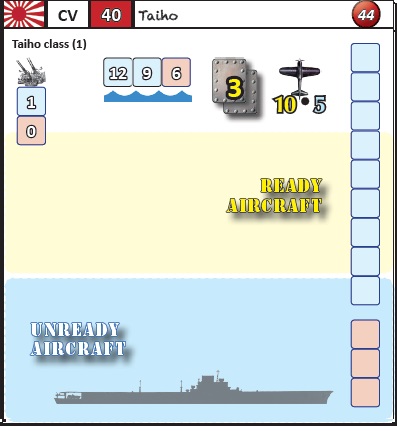 CV 40 Taiho 44
Taiho class (1)
12 9 6
3
10 • 5
1
0
READY
AIRCRAFT
UNREADY
AIRCRAFT